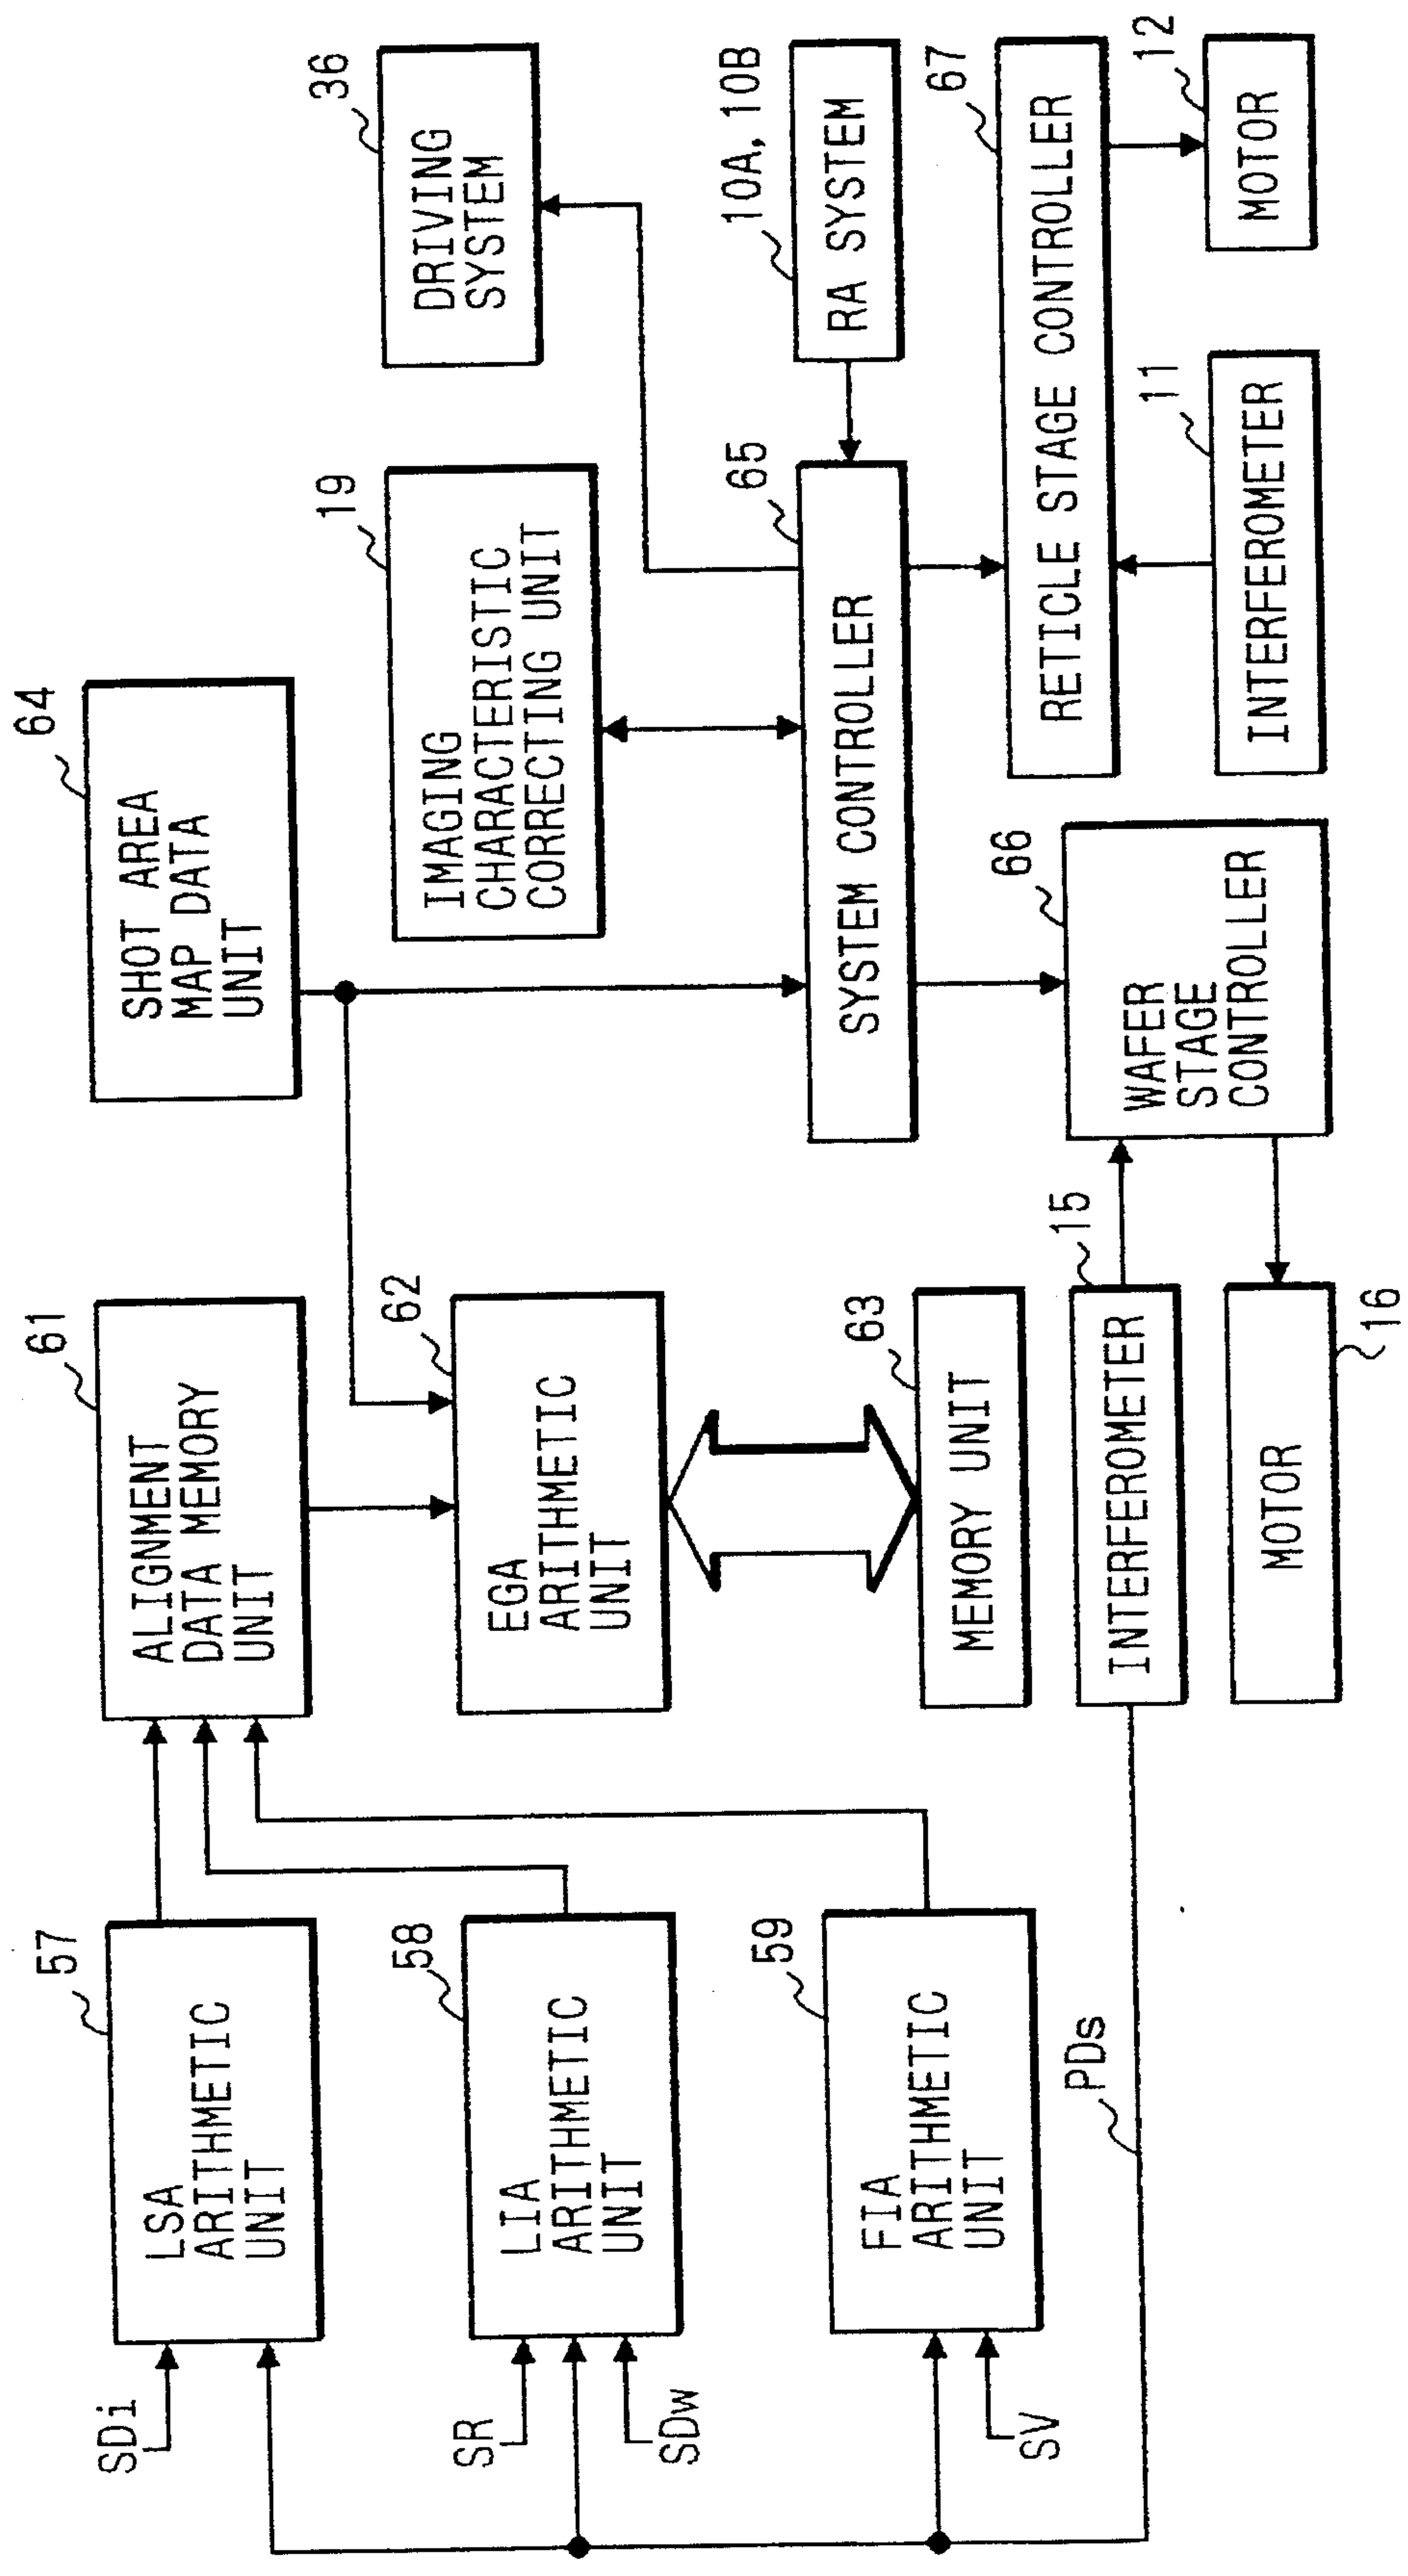 57
LSA
ARITHMETIC
UNIT
SDi
61
ALIGNMENT
DATA MEMORY
UNIT
64
SHOT AREA
MAP DATA
UNIT
58
LIA
ARITHMETIC
UNIT
SR
SDw
62
EGA
ARITHMETIC
UNIT
19
IMAGING
CHARACTERISTIC
CORRECTING UNIT
36
DRIVING
SYSTEM
59
FIA
ARITHMETIC
UNIT
SV
63
MEMORY UNIT
65
SYSTEM CONTROLLER
10A, 10B
RA SYSTEM
PDs
15
INTERFEROMETER
66
WAFER
STAGE
CONTROLLER
67
RETICLE STAGE CONTROLLER
MOTOR
16
11
INTERFEROMETER
12
MOTOR